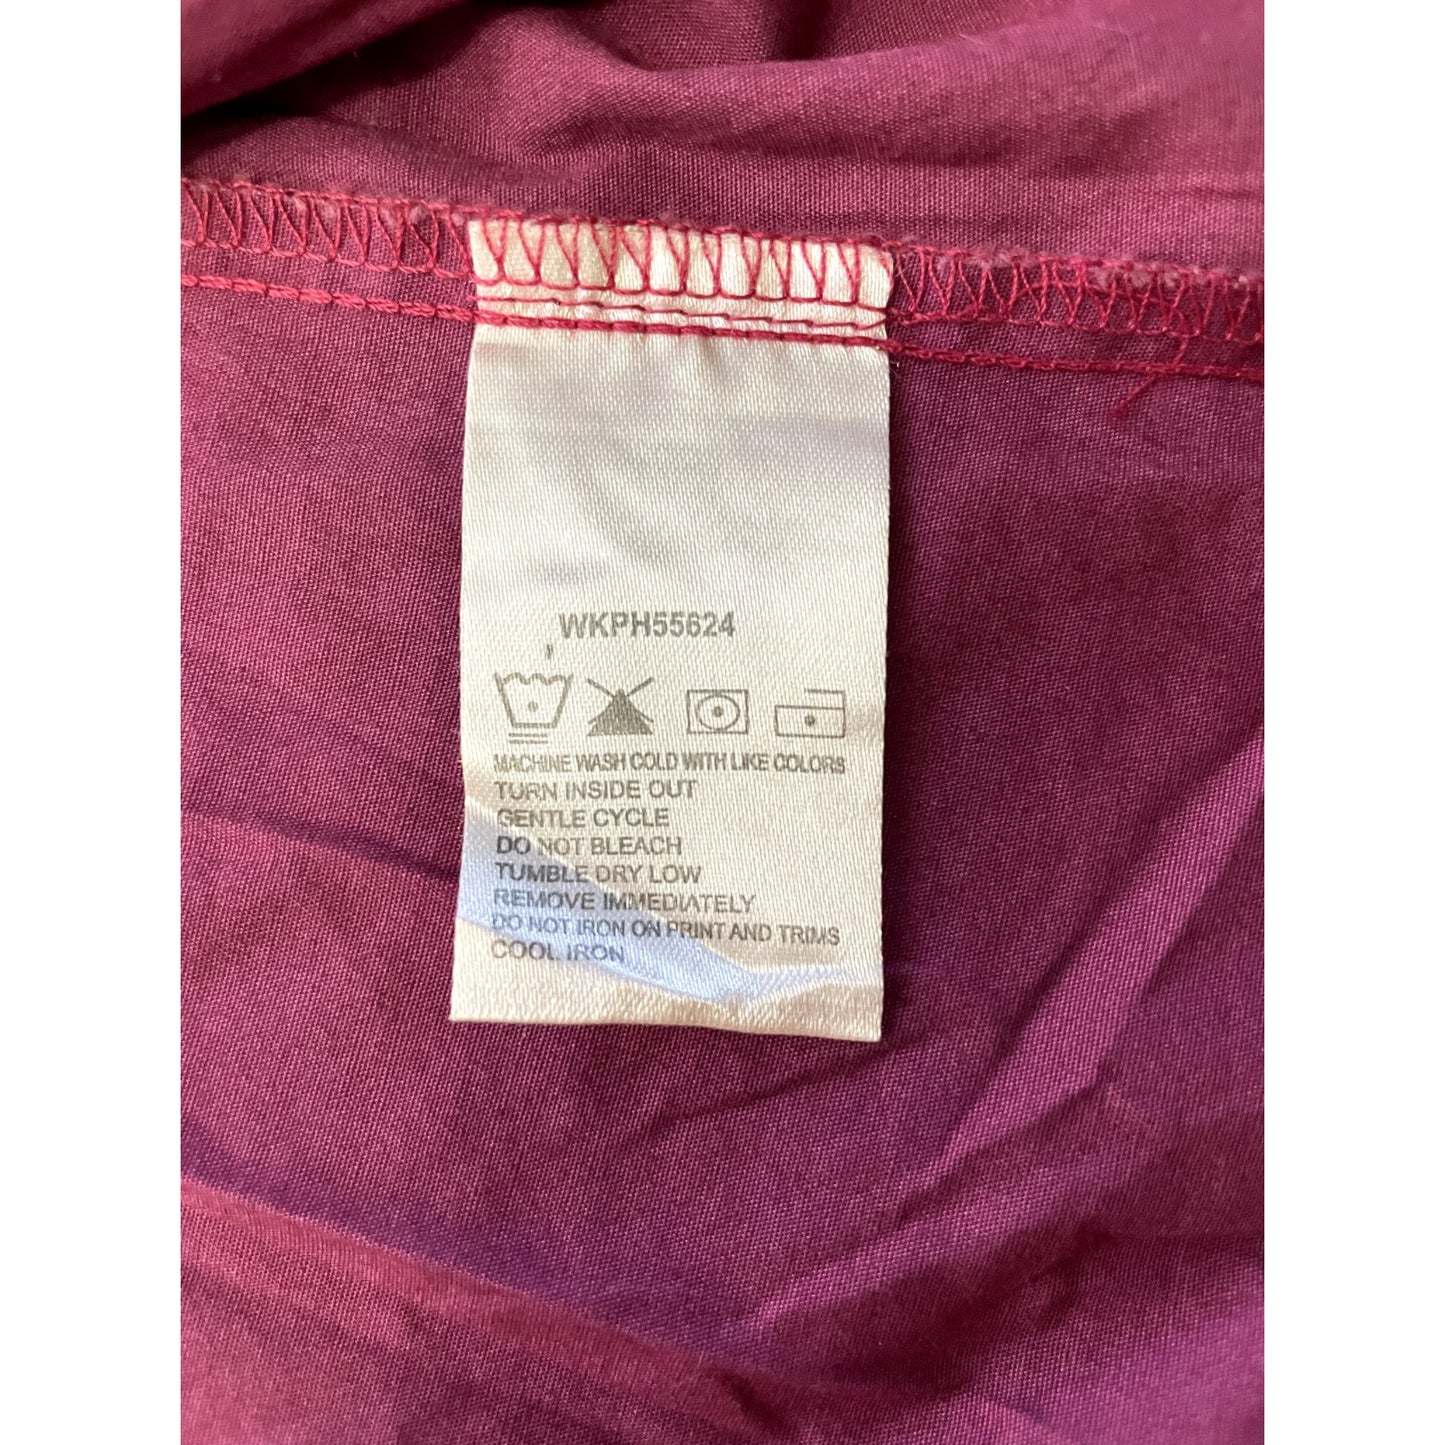 WKPH55624
MACHINE WASH COLD WITH LIKE COLORS
TURN INSIDE OUT
GENTLE CYCLE
DO NOT BLEACH
TUMBLE DRY LOW
REMOVE IMMEDIATELY
DO NOT IRON ON PRINT AND TRIMS
COOL IRON